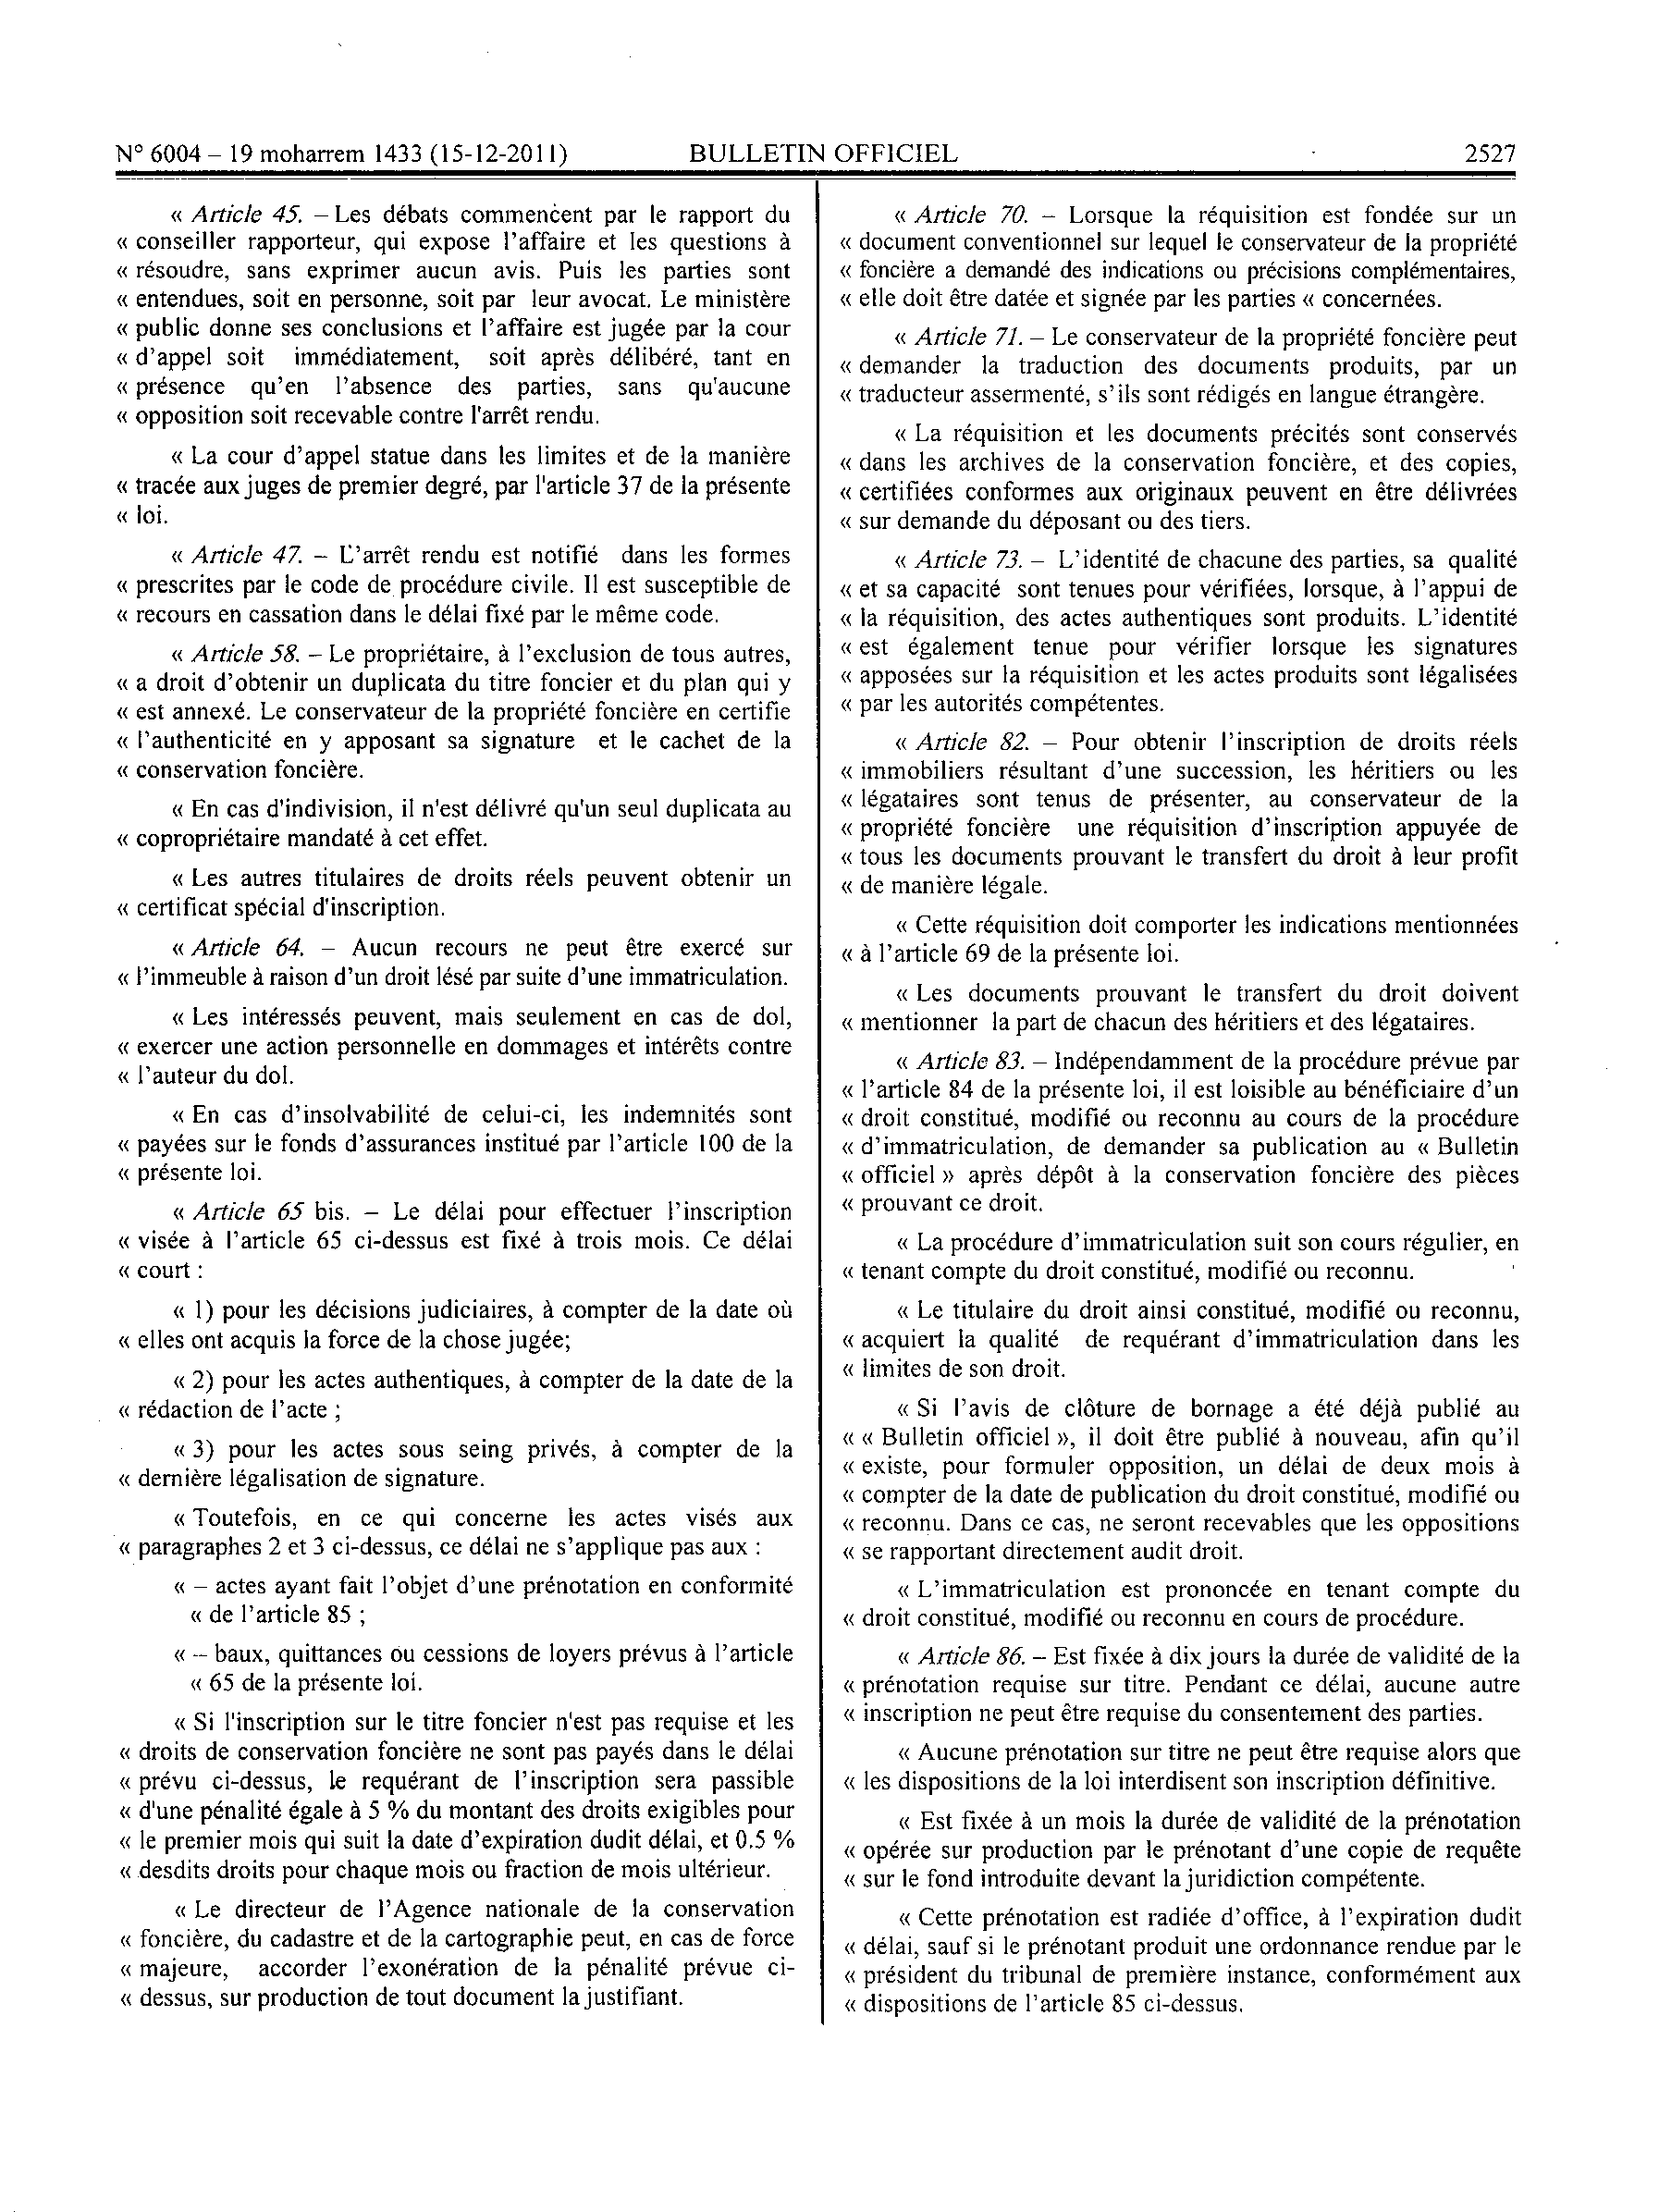 N° 6004 – 19 moharrem 1433 (15-12-2011)
BULLETIN OFFICIEL
2527
« Article 45. – Les débats commencent par le rapport du
« conseiller rapporteur, qui expose l’affaire et les questions à
« résoudre, sans exprimer aucun avis. Puis les parties sont
« entendues, soit en personne, soit par leur avocat. Le ministère
« public donne ses conclusions et l’affaire est jugée par la cour
« d’appel soit immédiatement, soit après délibéré, tant en
« présence qu’en l’absence des parties, sans qu'aucune
« opposition soit recevable contre l'arrêt rendu.
« La cour d’appel statue dans les limites et de la manière
« tracée aux juges de premier degré, par l'article 37 de la présente
« loi.
« Article 47. – L’arrêt rendu est notifié dans les formes
« prescrites par le code de procédure civile. Il est susceptible de
« recours en cassation dans le délai fixé par le même code.
« Article 58. – Le propriétaire, à l’exclusion de tous autres,
« a droit d’obtenir un duplicata du titre foncier et du plan qui y
« est annexé. Le conservateur de la propriété foncière en certifie
« l’authenticité en y apposant sa signature et le cachet de la
« conservation foncière.
« En cas d'indivision, il n'est délivré qu'un seul duplicata au
« copropriétaire mandaté à cet effet.
« Les autres titulaires de droits réels peuvent obtenir un
« certificat spécial d'inscription.
« Article 64. – Aucun recours ne peut être exercé sur
« l’immeuble à raison d’un droit lésé par suite d’une immatriculation.
« Les intéressés peuvent, mais seulement en cas de dol,
« exercer une action personnelle en dommages et intérêts contre
« l’auteur du dol.
« En cas d’insolvabilité de celui-ci, les indemnités sont
« payées sur le fonds d’assurances institué par l’article 100 de la
« présente loi.
« Article 65 bis. – Le délai pour effectuer l’inscription
« visée à l’article 65 ci-dessus est fixé à trois mois. Ce délai
« court :
« 1) pour les décisions judiciaires, à compter de la date où
« elles ont acquis la force de la chose jugée;
« 2) pour les actes authentiques, à compter de la date de la
« rédaction de l’acte ;
« 3) pour les actes sous seing privés, à compter de la
« dernière légalisation de signature.
« Toutefois, en ce qui concerne les actes visés aux
« paragraphes 2 et 3 ci-dessus, ce délai ne s’applique pas aux :
« – actes ayant fait l’objet d’une prénotation en conformité
« de l’article 85 ;
« – baux, quittances ou cessions de loyers prévus à l’article
« 65 de la présente loi.
« Si l'inscription sur le titre foncier n'est pas requise et les
« droits de conservation foncière ne sont pas payés dans le délai
« prévu ci-dessus, le requérant de l’inscription sera passible
« d'une pénalité égale à 5 % du montant des droits exigibles pour
« le premier mois qui suit la date d’expiration dudit délai, et 0.5 %
« desdits droits pour chaque mois ou fraction de mois ultérieur.
« Le directeur de l’Agence nationale de la conservation
« foncière, du cadastre et de la cartographie peut, en cas de force
« majeure, accorder l’exonération de la pénalité prévue ci-
« dessus, sur production de tout document la justifiant.
« Article 70. – Lorsque la réquisition est fondée sur un
« document conventionnel sur lequel le conservateur de la propriété
« foncière a demandé des indications ou précisions complémentaires,
« elle doit être datée et signée par les parties « concernées.
« Article 71. – Le conservateur de la propriété foncière peut
« demander la traduction des documents produits, par un
« traducteur assermenté, s’ils sont rédigés en langue étrangère.
« La réquisition et les documents précités sont conservés
« dans les archives de la conservation foncière, et des copies,
« certifiées conformes aux originaux peuvent en être délivrées
« sur demande du déposant ou des tiers.
« Article 73. – L’identité de chacune des parties, sa qualité
« et sa capacité sont tenues pour vérifiées, lorsque, à l’appui de
« la réquisition, des actes authentiques sont produits. L’identité
« est également tenue pour vérifier lorsque les signatures
« apposées sur la réquisition et les actes produits sont légalisées
« par les autorités compétentes.
« Article 82. – Pour obtenir l’inscription de droits réels
« immobiliers résultant d’une succession, les héritiers ou les
« légataires sont tenus de présenter, au conservateur de la
« propriété foncière une réquisition d’inscription appuyée de
« tous les documents prouvant le transfert du droit à leur profit
« de manière légale.
« Cette réquisition doit comporter les indications mentionnées
« à l’article 69 de la présente loi.
« Les documents prouvant le transfert du droit doivent
« mentionner la part de chacun des héritiers et des légataires.
« Article 83. – Indépendamment de la procédure prévue par
« l’article 84 de la présente loi, il est loisible au bénéficiaire d’un
« droit constitué, modifié ou reconnu au cours de la procédure
« d’immatriculation, de demander sa publication au « Bulletin
« officiel » après dépôt à la conservation foncière des pièces
« prouvant ce droit.
« La procédure d’immatriculation suit son cours régulier, en
« tenant compte du droit constitué, modifié ou reconnu.
« Le titulaire du droit ainsi constitué, modifié ou reconnu,
« acquiert la qualité de requérant d’immatriculation dans les
« limites de son droit.
« Si l’avis de clôture de bornage a été déjà publié au
« « Bulletin officiel », il doit être publié à nouveau, afin qu’il
« existe, pour formuler opposition, un délai de deux mois à
« compter de la date de publication du droit constitué, modifié ou
« reconnu. Dans ce cas, ne seront recevables que les oppositions
« se rapportant directement audit droit.
« L’immatriculation est prononcée en tenant compte du
« droit constitué, modifié ou reconnu en cours de procédure.
« Article 86. – Est fixée à dix jours la durée de validité de la
« prénotation requise sur titre. Pendant ce délai, aucune autre
« inscription ne peut être requise du consentement des parties.
« Aucune prénotation sur titre ne peut être requise alors que
« les dispositions de la loi interdisent son inscription définitive.
« Est fixée à un mois la durée de validité de la prénotation
« opérée sur production par le prénotant d’une copie de requête
« sur le fond introduite devant la juridiction compétente.
« Cette prénotation est radiée d’office, à l’expiration dudit
« délai, sauf si le prénotant produit une ordonnance rendue par le
« président du tribunal de première instance, conformément aux
« dispositions de l’article 85 ci-dessus.